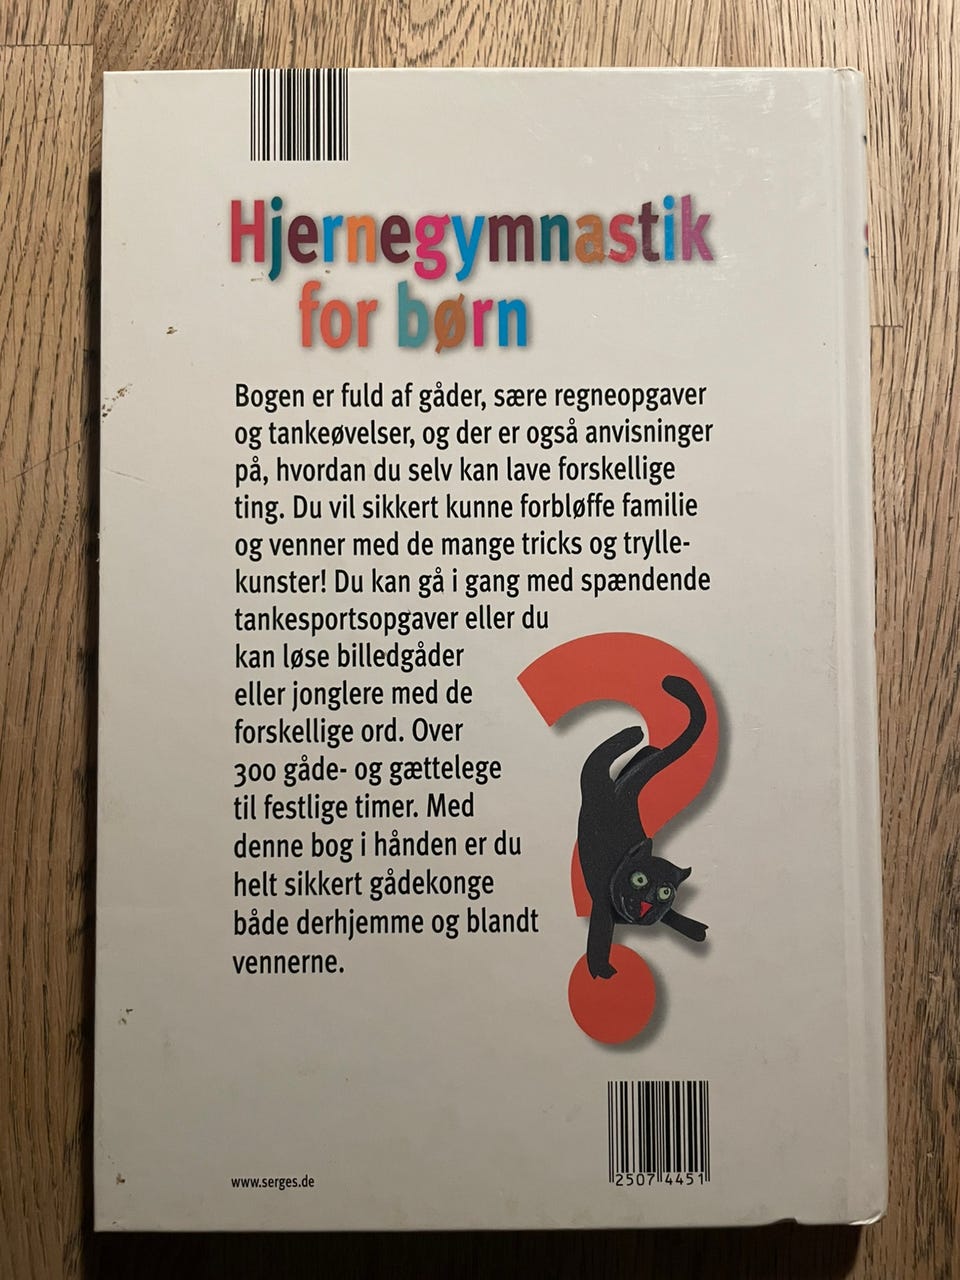 Hjernegymnastik
for børn
Bogen er fuld af gåder, sære regneopgaver
og tankeøvelser, og der er også anvisninger
på, hvordan du selv kan lave forskellige
ting. Du vil sikkert kunne forbløffe familie
og venner med de mange tricks og trylle-
kunster! Du kan gå i gang med spændende
tankesportsopgaver eller du
kan løse billedgåder
eller jonglere med de
forskellige ord. Over
300 gåde- og gættelege
til festlige timer. Med
denne bog i hånden er du
helt sikkert gådekonge
både derhjemme og blandt
vennerne.
www.serges.de
25074451